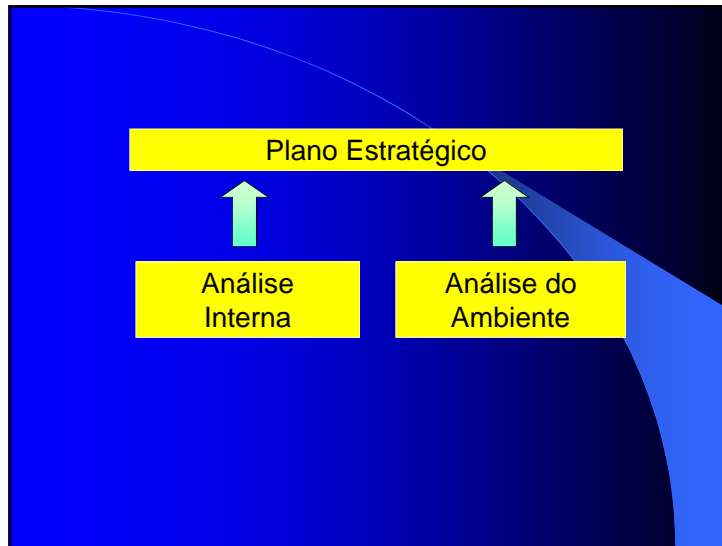 Plano Estratégico
Análise
Interna
Análise do
Ambiente